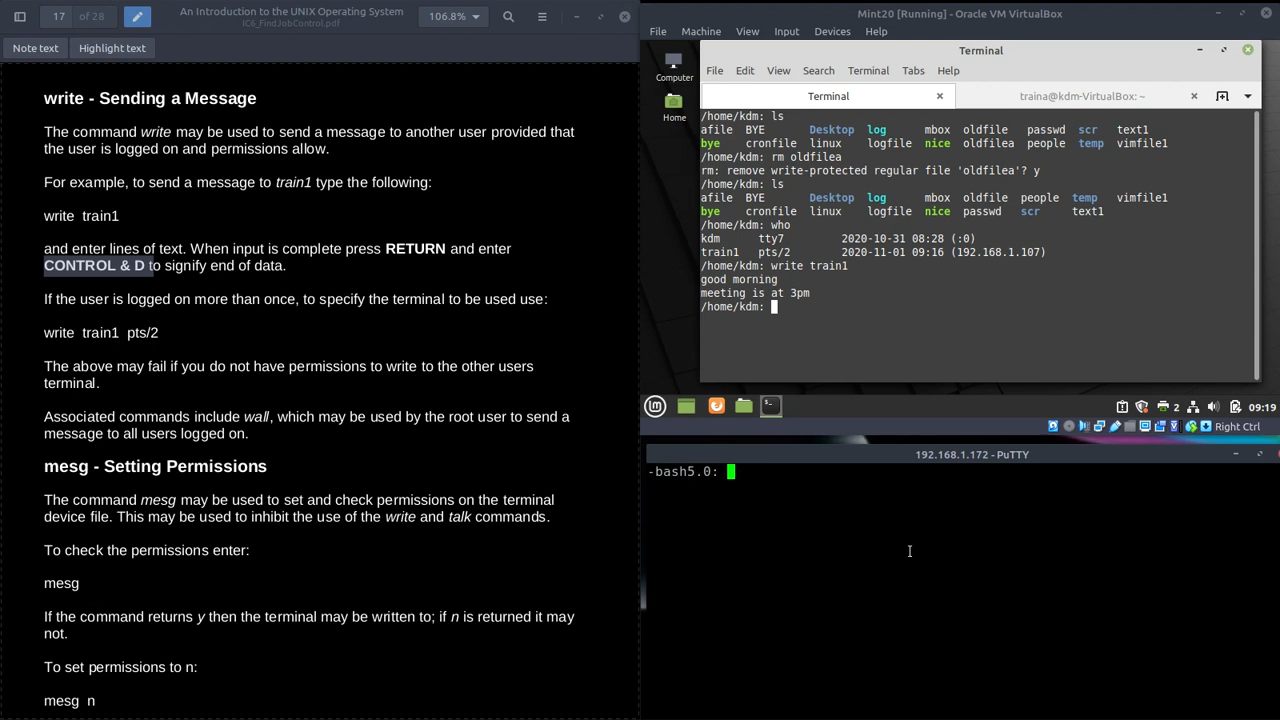 17 of 28
An Introduction to the UNIX Operating System
IC6_FindJobControl.pdf
106.8%
Note text
Highlight text
write - Sending a Message
The command write may be used to send a message to another user provided that
the user is logged on and permissions allow.
For example, to send a message to train1 type the following:
write train1
and enter lines of text. When input is complete press RETURN and enter
CONTROL & D to signify end of data.
If the user is logged on more than once, to specify the terminal to be used use:
write train1 pts/2
The above may fail if you do not have permissions to write to the other users
terminal.
Associated commands include wall, which may be used by the root user to send a
message to all users logged on.
mesg - Setting Permissions
The command mesg may be used to set and check permissions on the terminal
device file. This may be used to inhibit the use of the write and talk commands.
To check the permissions enter:
mesg
If the command returns y then the terminal may be written to; if n is returned it may
not.
To set permissions to n:
mesg n
Mint20 [Running] - Oracle VM VirtualBox
File Machine View Input Devices Help
Computer
Home
Terminal
File Edit View Search Terminal Tabs Help
Terminal
traina@kdm-VirtualBox: ~
/home/kdm: ls
afile BYE Desktop log mbox oldfile passwd scr text1
bye cronfile linux logfile nice oldfilea people temp vimfile1
/home/kdm: rm oldfilea
rm: remove write-protected regular file 'oldfilea'? y
/home/kdm: ls
afile BYE Desktop log mbox oldfile people temp vimfile1
bye cronfile linux logfile nice passwd scr text1
/home/kdm: who
kdm tty7 2020-10-31 08:28 (:0)
train1 pts/2 2020-11-01 09:16 (192.168.1.107)
/home/kdm: write train1
good morning
meeting is at 3pm
/home/kdm:
2
09:19
Right Ctrl
192.168.1.172 - PuTTY
-bash5.0: